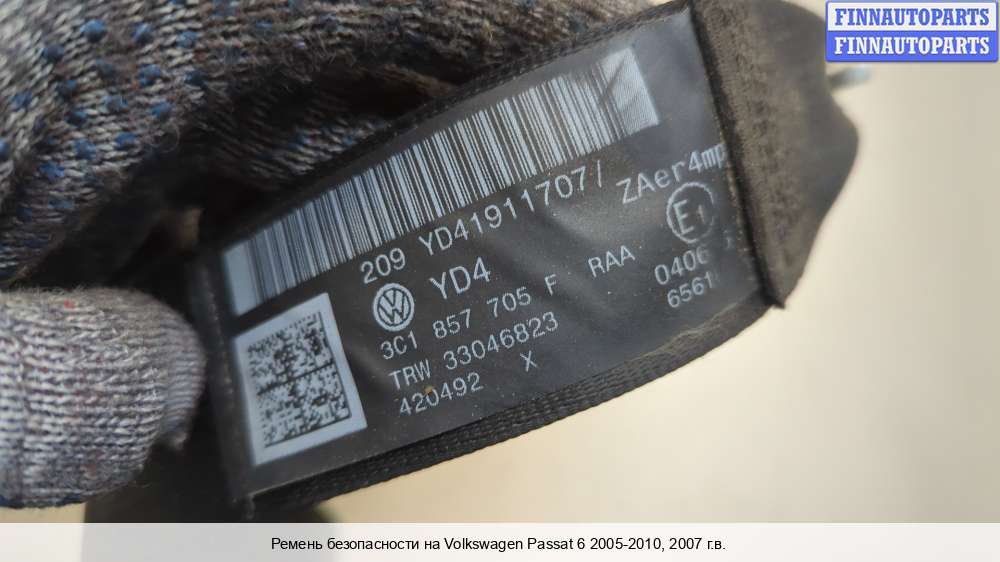 FINNAUTOPARTS
FINNAUTOPARTS
209 YD41911707/
ZAer4mp
YD4
E1
3C1 857 705 F RAA
0406
TRW 33046823
6561
420492 X
Ремень безопасности на Volkswagen Passat 6 2005-2010, 2007 г.в.